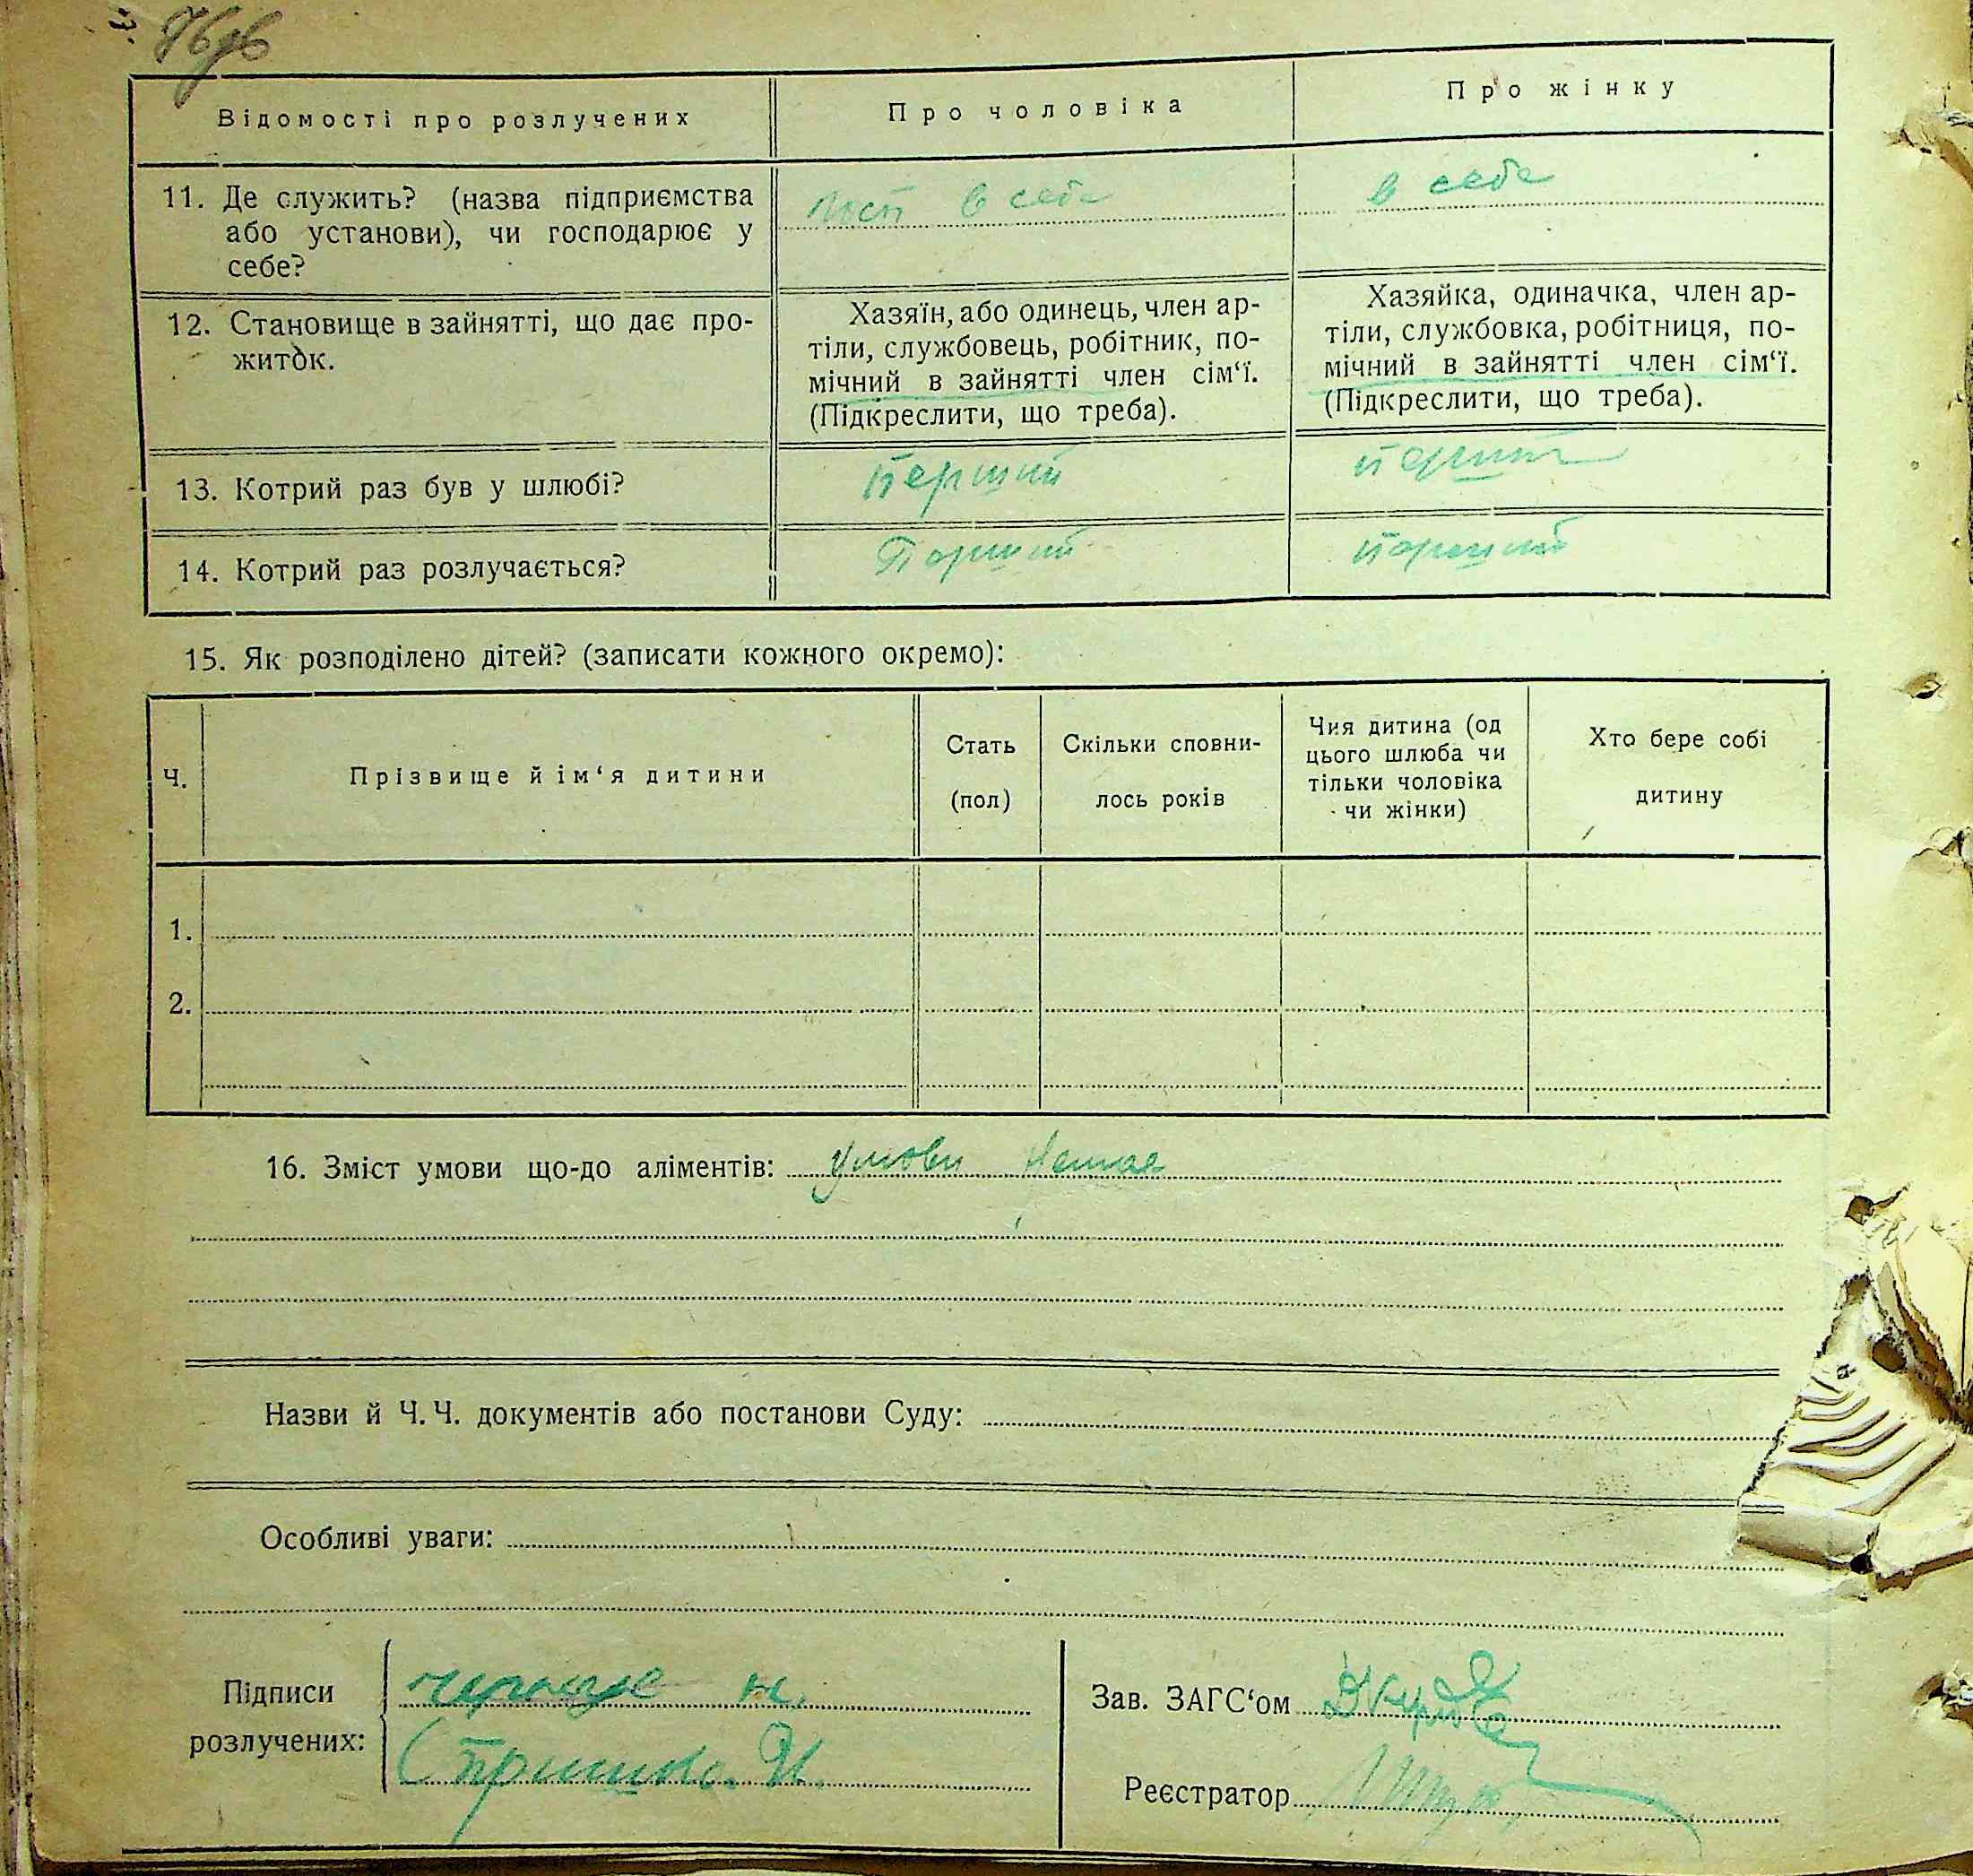 Відомості про розлучених
Про чоловіка
Про жінку
11. Де служить? (назва підприємства
або установи), чи господарює у
себе?
в себе
в себе
12. Становище в зайнятті, що дає про-
житок.
Хазяїн, або одинець, член ар-
тіли, службовець, робітник, по-
мічний в зайнятті член сім‘ї.
(Підкреслити, що треба).
Хазяйка, одиначка, член ар-
тіли, службовка, робітниця, по-
мічний в зайнятті член сім‘ї.
(Підкреслити, що треба).
13. Котрий раз був у шлюбі?
Перший
перший
14. Котрий раз розлучається?
Перший
перший
15. Як розподілено дітей? (записати кожного окремо):
Ч.
Прізвище й ім‘я дитини
Стать
(пол)
Скільки сповни-
лось років
Чия дитина (од
цього шлюба чи
тільки чоловіка
чи жінки)
Хто бере собі
дитину
1.
2.
16. Зміст умови що-до аліментів: умови немає
Назви й Ч. Ч. документів або постанови Суду:
Особливі уваги:
Підписи
розлучених:
Зав. ЗАГС‘ом
Реєстратор